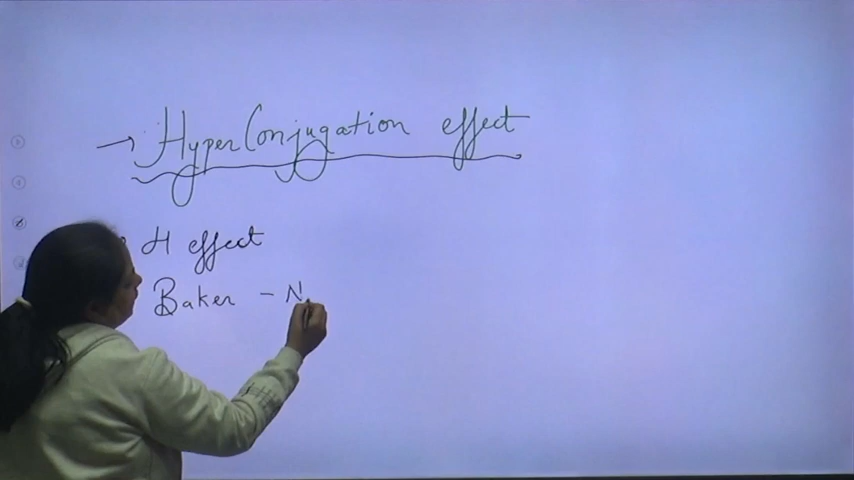 → HyperConjugation effect
H effect
Baker - N